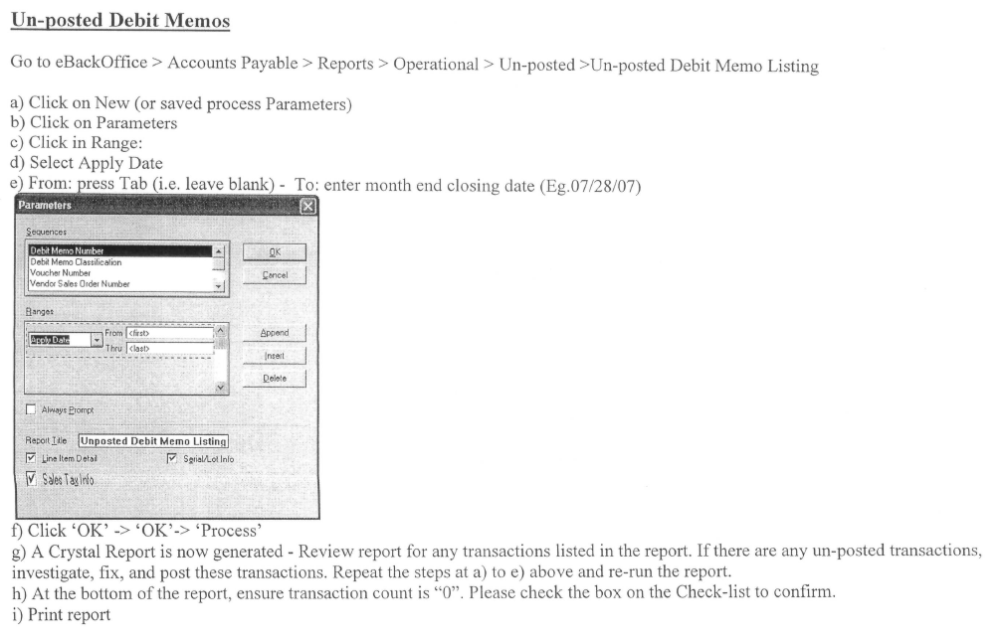 Un-posted Debit Memos
Go to eBackOffice > Accounts Payable > Reports > Operational > Un-posted >Un-posted Debit Memo Listing
a) Click on New (or saved process Parameters)
b) Click on Parameters
c) Click in Range:
d) Select Apply Date
e) From: press Tab (i.e. leave blank) - To: enter month end closing date (Eg.07/28/07)
Parameters
Sequences
Debit Memo Number
Debit Memo Classification
Voucher Number
Vendor Sales Order Number
OK
Cancel
Ranges
Apply Date
From <first>
Thru <last>
Append
Insert
Delete
Always Prompt
Report Title Unposted Debit Memo Listing
Line Item Detail Serial/Lot Info
Sales Tax Info
f) Click ‘OK’ -> ‘OK’-> ‘Process’
g) A Crystal Report is now generated - Review report for any transactions listed in the report. If there are any un-posted transactions,
investigate, fix, and post these transactions. Repeat the steps at a) to e) above and re-run the report.
h) At the bottom of the report, ensure transaction count is “0”. Please check the box on the Check-list to confirm.
i) Print report